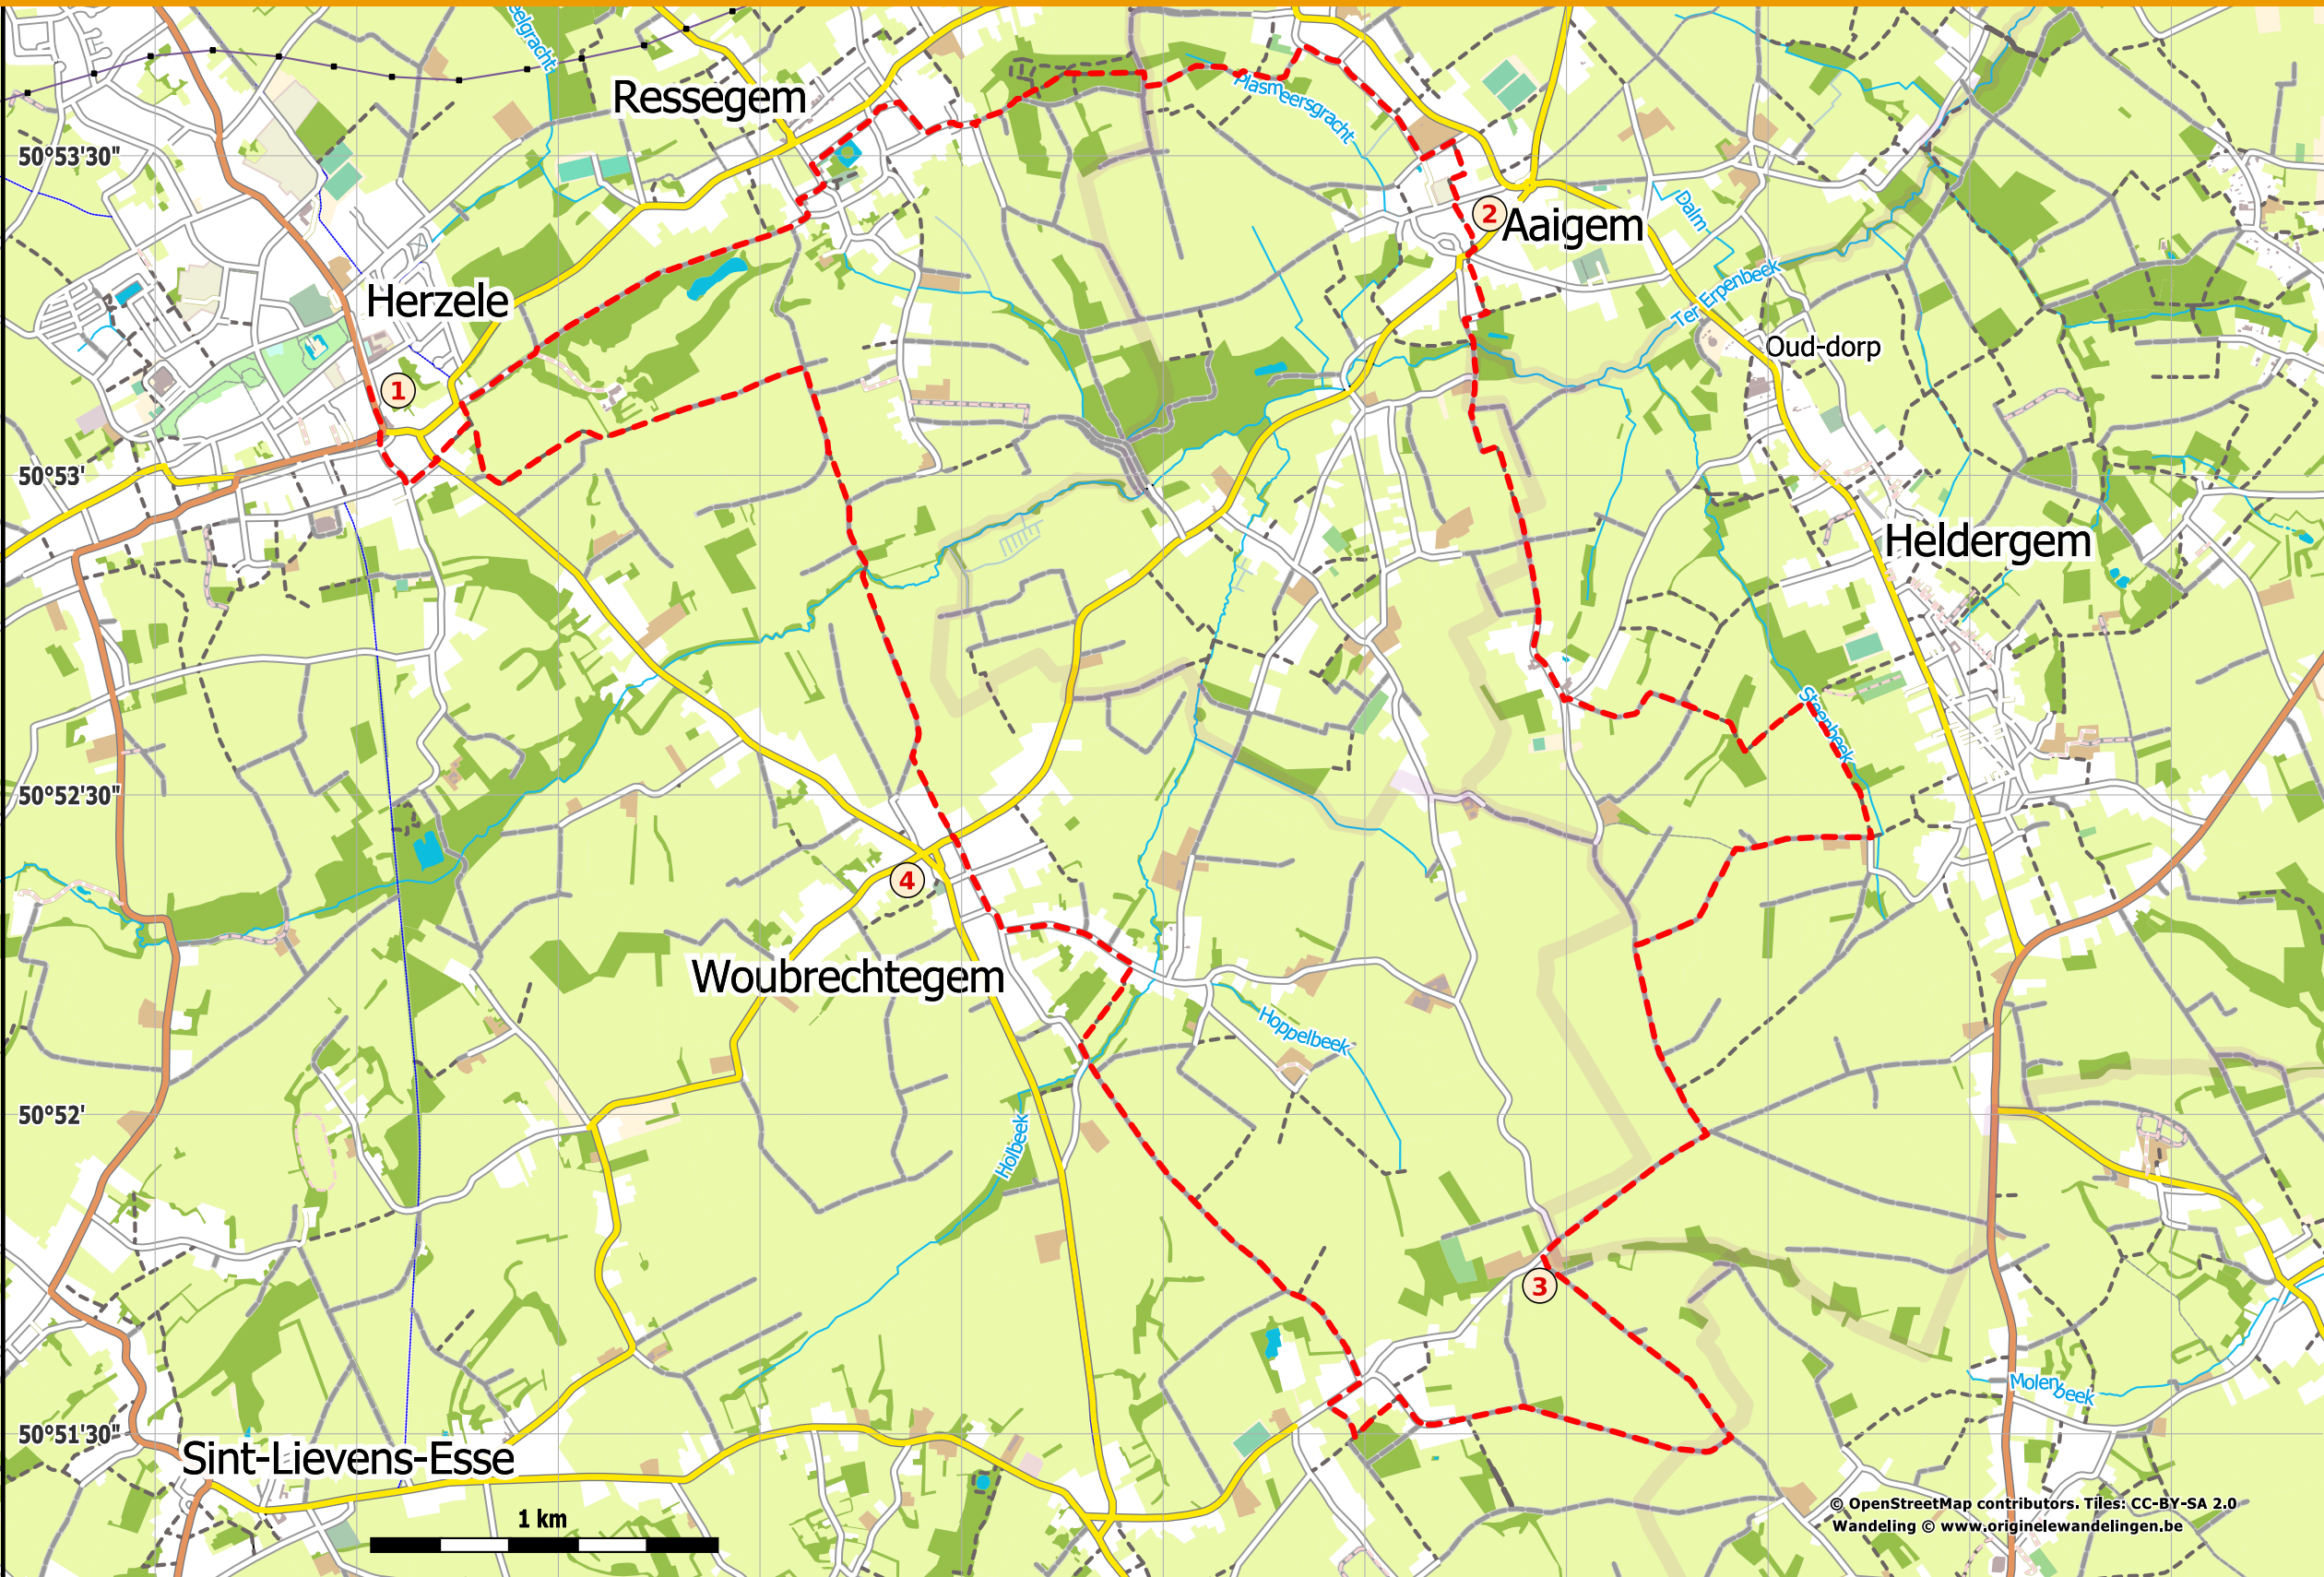 eelgracht
Ressegem
Plasmeersgracht
50°53'30"
Dalm
2
Aaigem
Ter Erpenbeek
Herzele
Oud-dorp
1
50°53'
Heldergem
Steenbeek
50°52'30"
4
Woubrechtegem
Hoppelbeek
50°52'
Holbeek
3
Molenbeek
50°51'30"
Sint-Lievens-Esse
1 km
© OpenStreetMap contributors. Tiles: CC-BY-SA 2.0
Wandeling © www.originelewandelingen.be